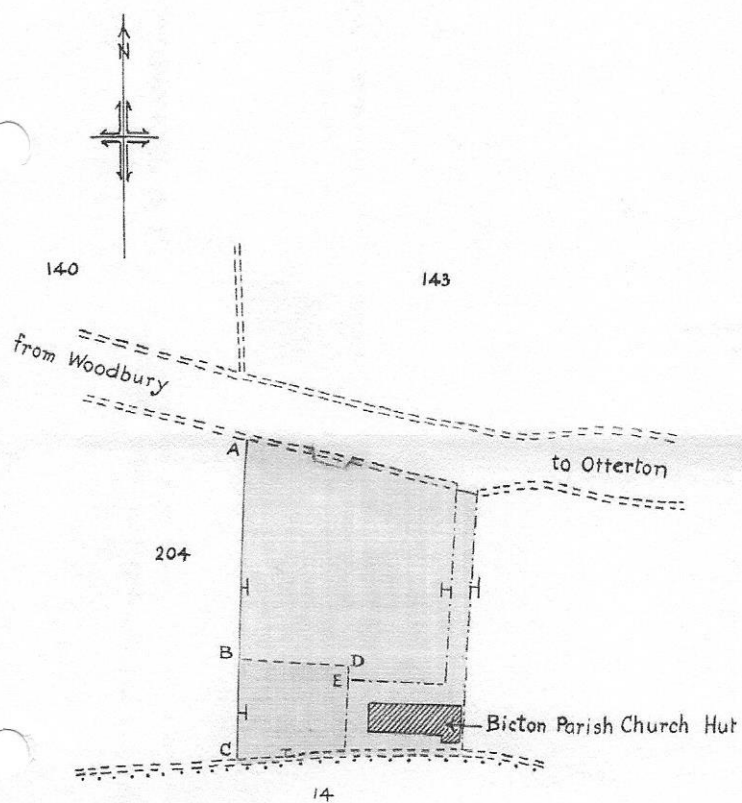 N
140
143
from Woodbury
to Otterton
A
204
B
D
E
Bicton Parish Church Hut
C
14